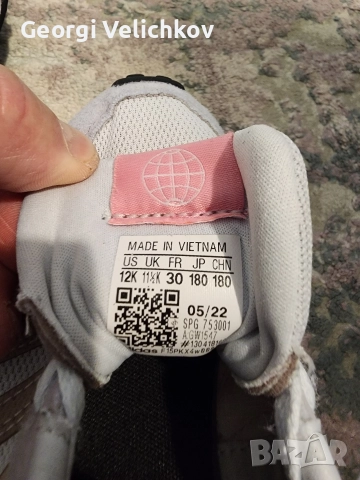 Georgi Velichkov
MADE IN VIETNAM
US UK FR JP CHN
12K 11½K 30 180 180
05/22
SPG 753001
BAZAR